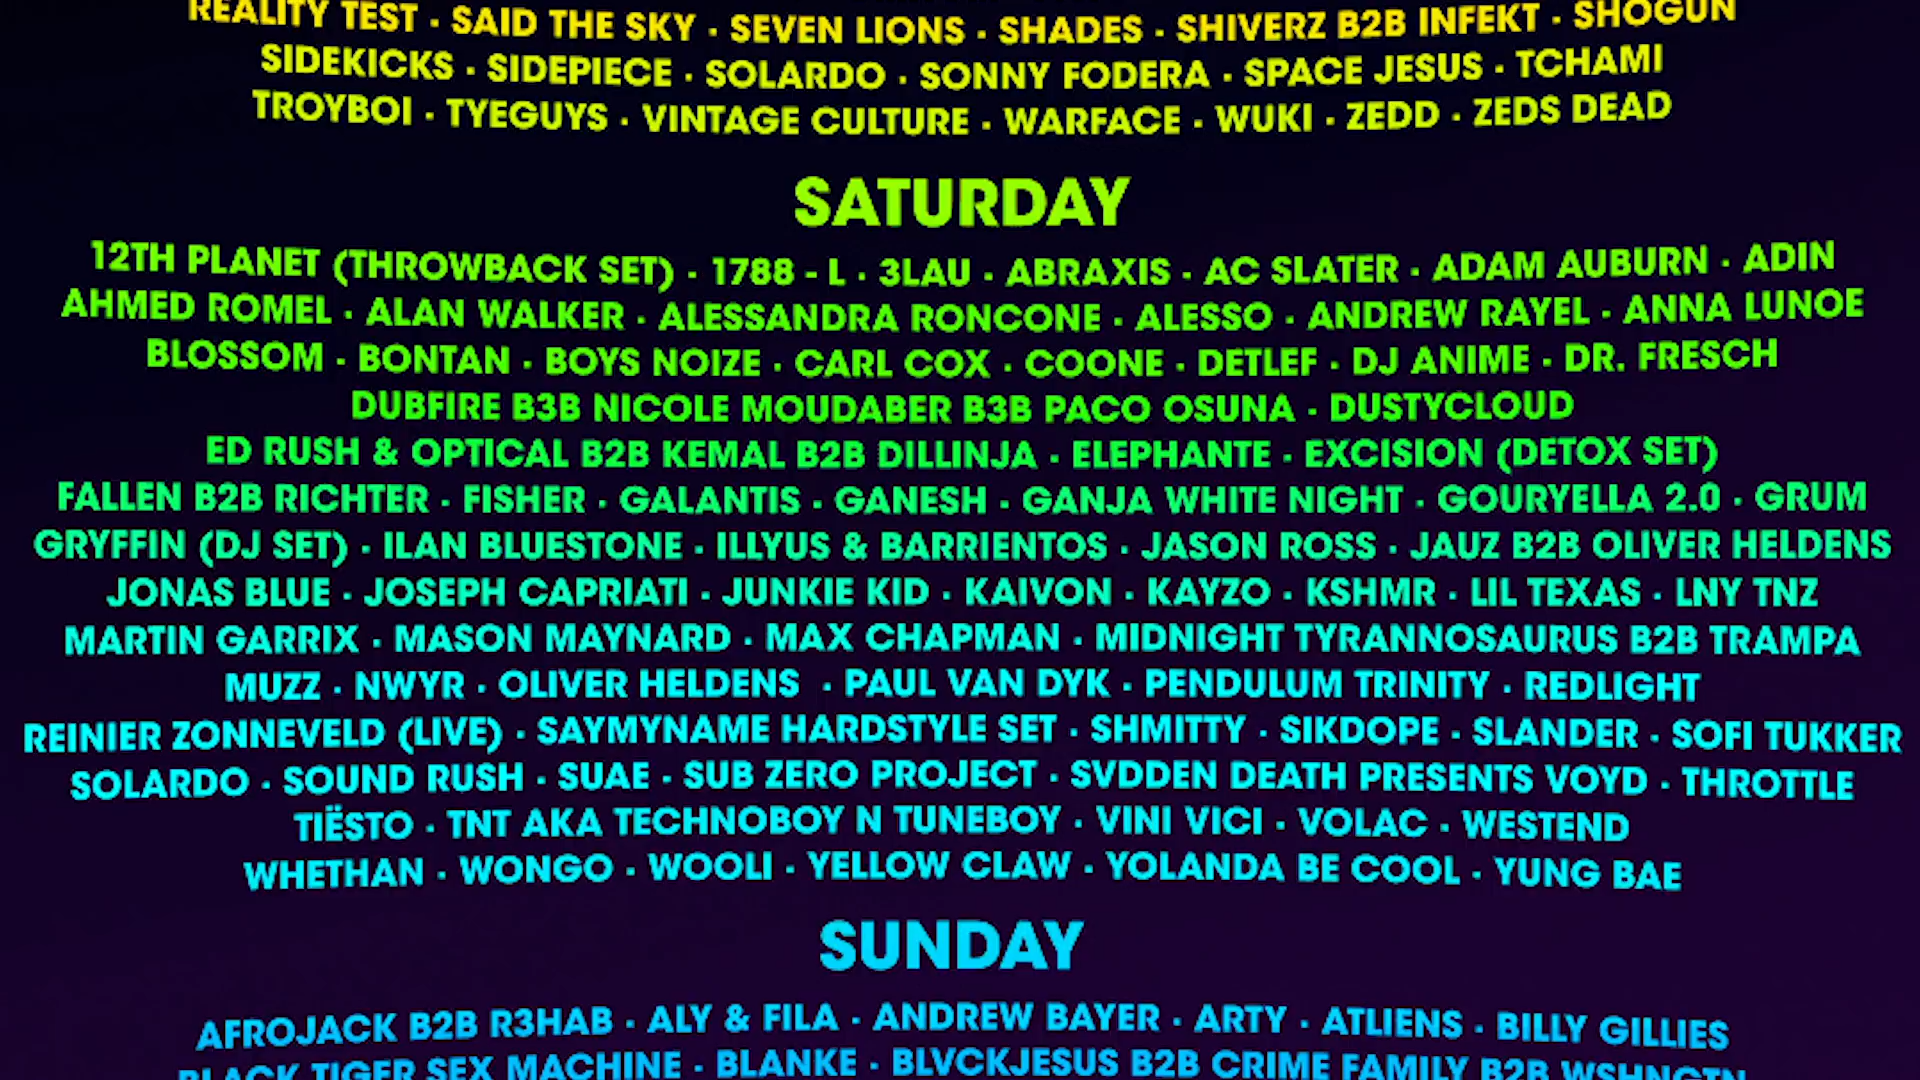 REALITY TEST · SAID THE SKY · SEVEN LIONS · SHADES · SHIVERZ B2B INFEKT · SHOGUN
SIDEKICKS · SIDEPIECE · SOLARDO · SONNY FODERA · SPACE JESUS · TCHAMI
TROYBOI · TYEGUYS · VINTAGE CULTURE · WARFACE · WUKI · ZEDD · ZEDS DEAD
SATURDAY
12TH PLANET (THROWBACK SET) · 1788 - L · 3LAU · ABRAXIS · AC SLATER · ADAM AUBURN · ADIN
AHMED ROMEL · ALAN WALKER · ALESSANDRA RONCONE · ALESSO · ANDREW RAYEL · ANNA LUNOE
BLOSSOM · BONTAN · BOYS NOIZE · CARL COX · COONE · DETLEF · DJ ANIME · DR. FRESCH
DUBFIRE B3B NICOLE MOUDABER B3B PACO OSUNA · DUSTYCLOUD
ED RUSH & OPTICAL B2B KEMAL B2B DILLINJA · ELEPHANTE · EXCISION (DETOX SET)
FALLEN B2B RICHTER · FISHER · GALANTIS · GANESH · GANJA WHITE NIGHT · GOURYELLA 2.0 · GRUM
GRYFFIN (DJ SET) · ILAN BLUESTONE · ILLYUS & BARRIENTOS · JASON ROSS · JAUZ B2B OLIVER HELDENS
JONAS BLUE · JOSEPH CAPRIATI · JUNKIE KID · KAIVON · KAYZO · KSHMR · LIL TEXAS · LNY TNZ
MARTIN GARRIX · MASON MAYNARD · MAX CHAPMAN · MIDNIGHT TYRANNOSAURUS B2B TRAMPA
MUZZ · NWYR · OLIVER HELDENS · PAUL VAN DYK · PENDULUM TRINITY · REDLIGHT
REINIER ZONNEVELD (LIVE) · SAYMYNAME HARDSTYLE SET · SHMITTY · SIKDOPE · SLANDER · SOFI TUKKER
SOLARDO · SOUND RUSH · SUAE · SUB ZERO PROJECT · SVDDEN DEATH PRESENTS VOYD · THROTTLE
TIËSTO · TNT AKA TECHNOBOY N TUNEBOY · VINI VICI · VOLAC · WESTEND
WHETHAN · WONGO · WOOLI · YELLOW CLAW · YOLANDA BE COOL · YUNG BAE
SUNDAY
AFROJACK B2B R3HAB · ALY & FILA · ANDREW BAYER · ARTY · ATLIENS · BILLY GILLIES
BLACK TIGER SEX MACHINE · BLANKE · BLVCKJESUS B2B CRIME FAMILY B2B WSHNGTN